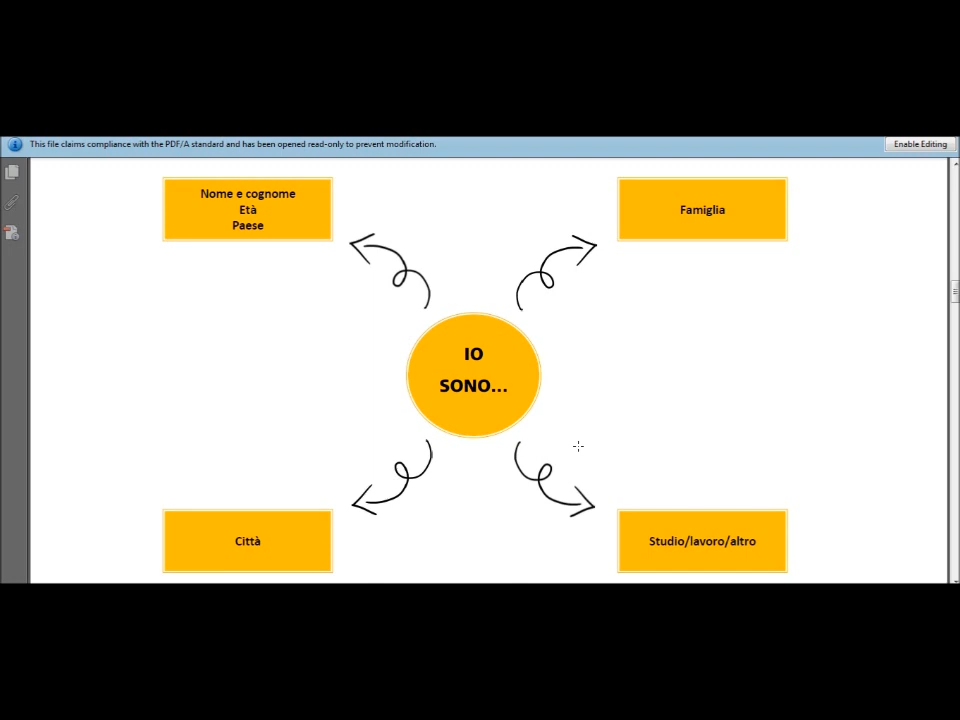 This file claims compliance with the PDF/A standard and has been opened read-only to prevent modification.
Enable Editing
Nome e cognome
Età
Paese
Famiglia
IO
SONO...
Città
Studio/lavoro/altro